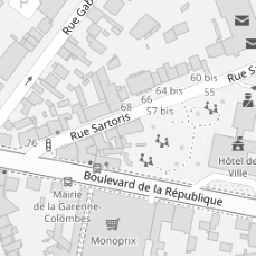 Rue Gab
Rue S
60 bis
64 bis
55
66
68
57 bis
Rue Sartoris
76
Hôtel de
Ville
Boulevard de la République
Mairie
de la Garenne-
Colombes
Monoprix